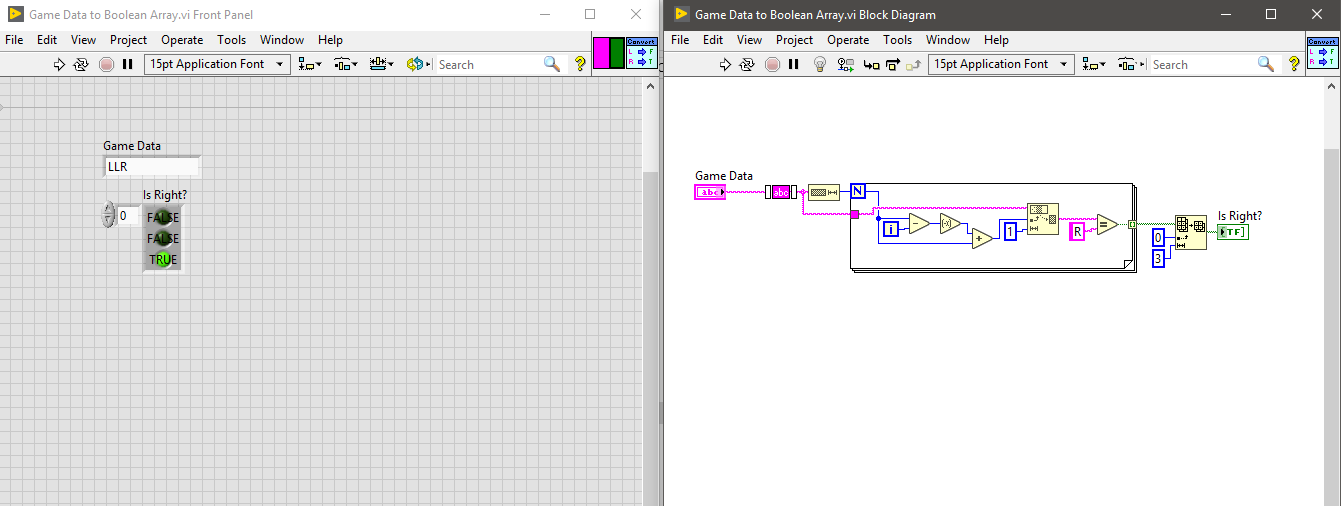 Game Data to Boolean Array.vi Front Panel
File Edit View Project Operate Tools Window Help
15pt Application Font
Search
?
Convert
L F
R T
Game Data
LLR
Is Right?
0
FALSE
FALSE
TRUE
Game Data to Boolean Array.vi Block Diagram
File Edit View Project Operate Tools Window Help
15pt Application Font
Search
?
Convert
L F
R T
Game Data
abc
abc
N
i
-
(-x)
+
1
R
=
0
3
Is Right?
TF